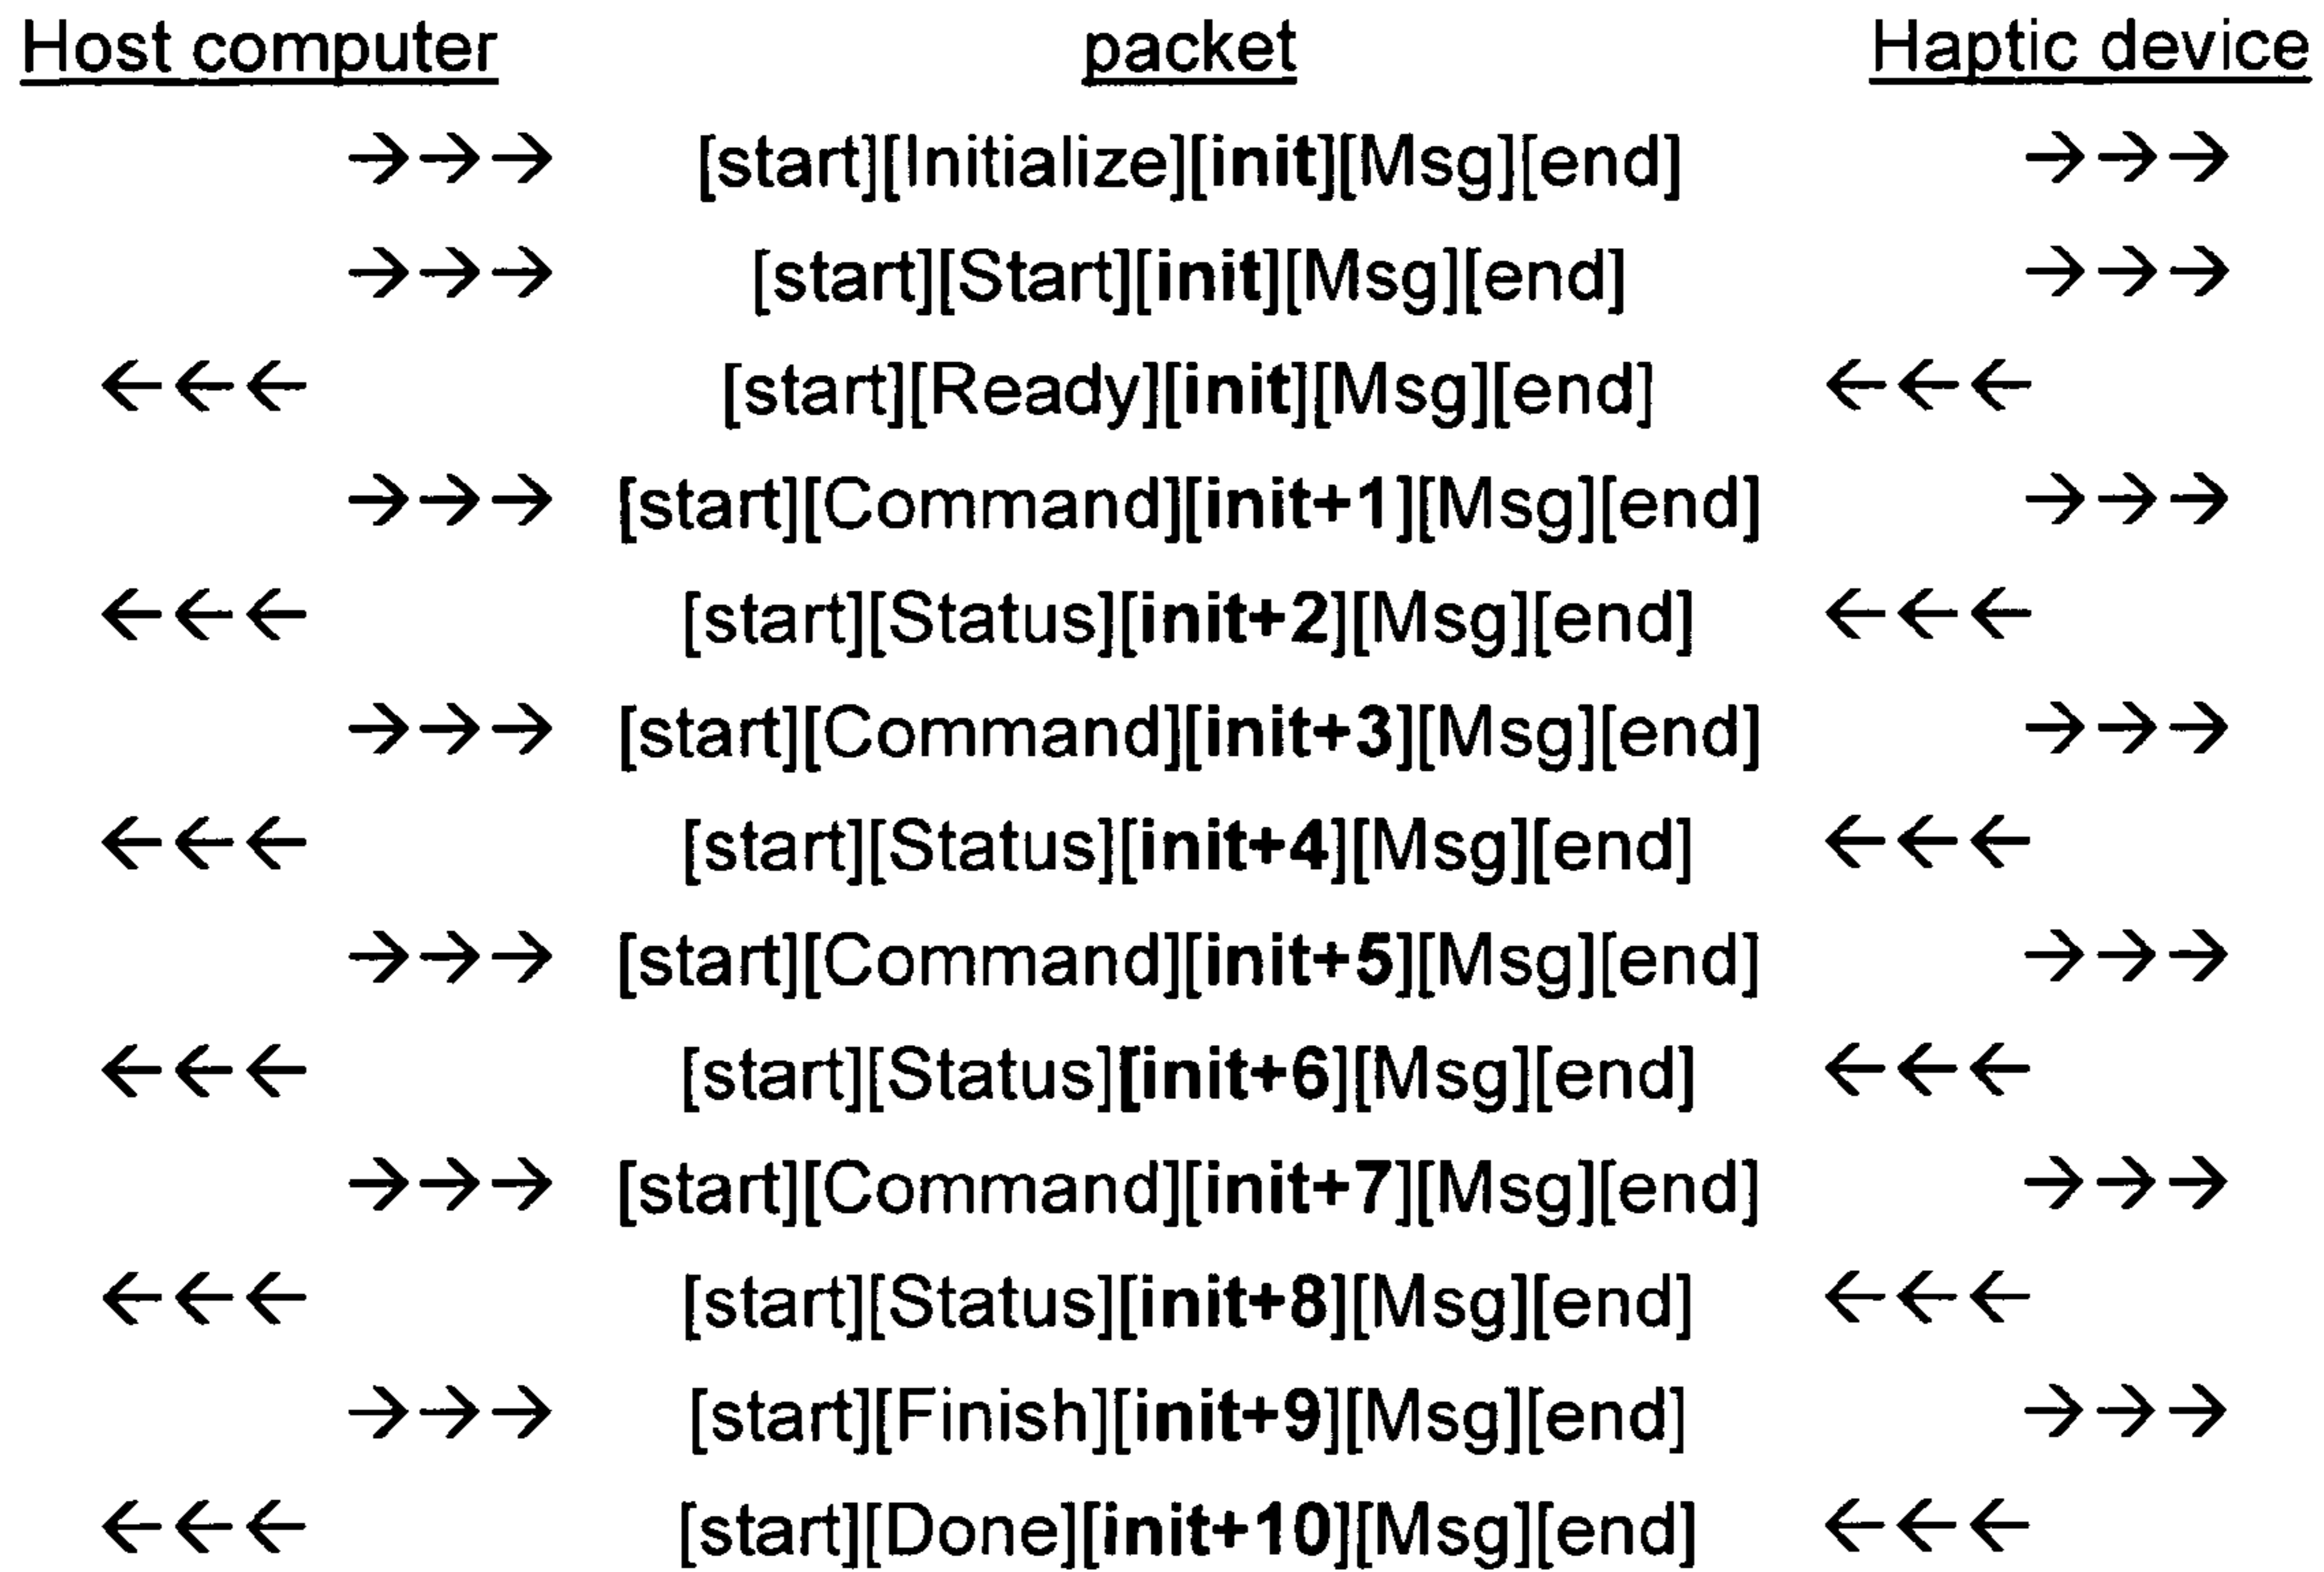 Host computer packet Haptic device
→→→ [start][Initialize][init][Msg][end] →→→
→→→ [start][Start][init][Msg][end] →→→
←←← [start][Ready][init][Msg][end] ←←←
→→→ [start][Command][init+1][Msg][end] →→→
←←← [start][Status][init+2][Msg][end] ←←←
→→→ [start][Command][init+3][Msg][end] →→→
←←← [start][Status][init+4][Msg][end] ←←←
→→→ [start][Command][init+5][Msg][end] →→→
←←← [start][Status][init+6][Msg][end] ←←←
→→→ [start][Command][init+7][Msg][end] →→→
←←← [start][Status][init+8][Msg][end] ←←←
→→→ [start][Finish][init+9][Msg][end] →→→
←←← [start][Done][init+10][Msg][end] ←←←